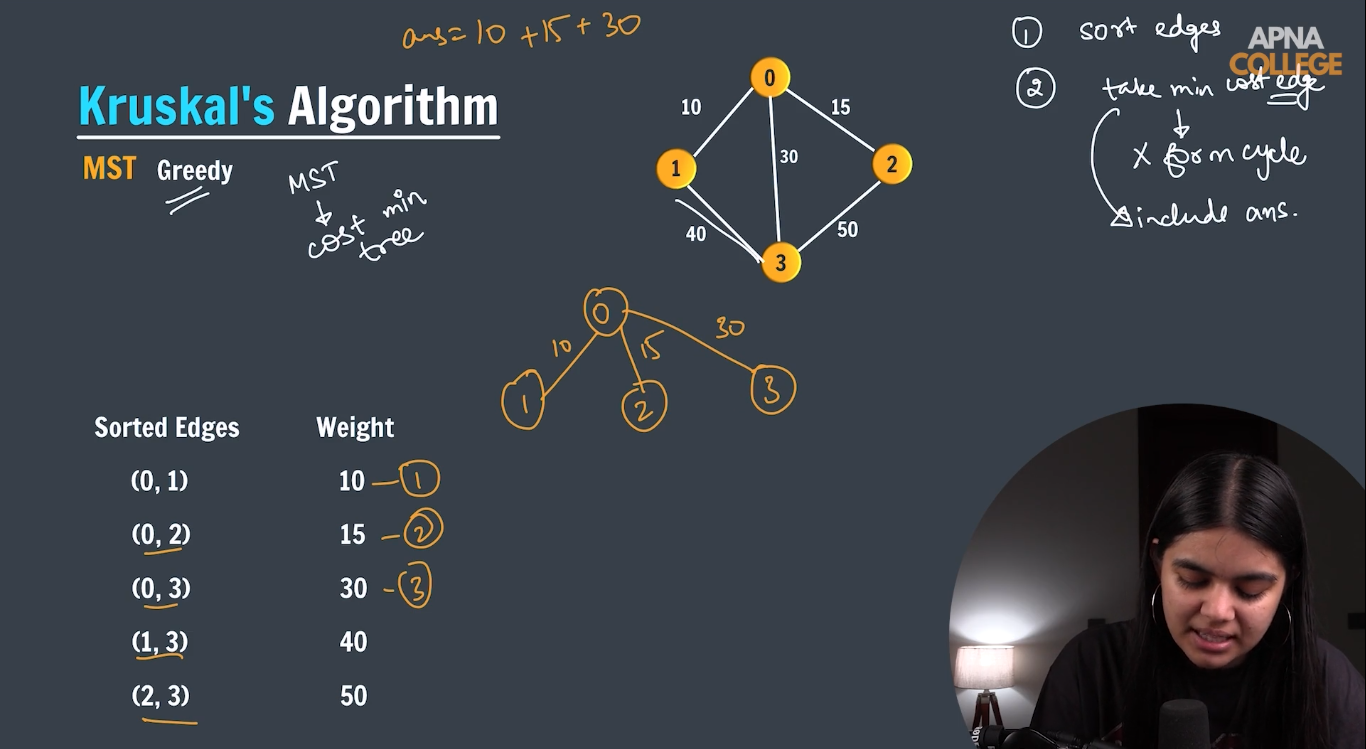 ans= 10 +15 + 30
Kruskal's Algorithm
MST Greedy
MST
↓
cost min
tree
0
10
15
1
30
2
40
50
3
① sort edges
APNA
COLLEGE
② take min cost edge
↓
X form cycle
include ans.
0
10
15
30
1
2
3
Sorted Edges Weight
(0, 1) 10 – ①
(0, 2) 15 – ②
(0, 3) 30 – ③
(1, 3) 40
(2, 3) 50